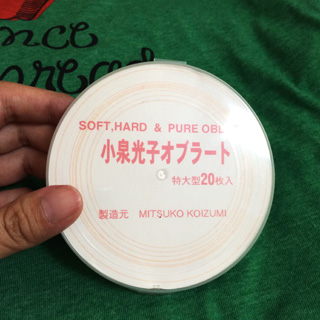 ance
SOFT,HARD & PURE
小泉光子オブラート
特大型20枚入
製造元 MITSUKO KOIZUMI